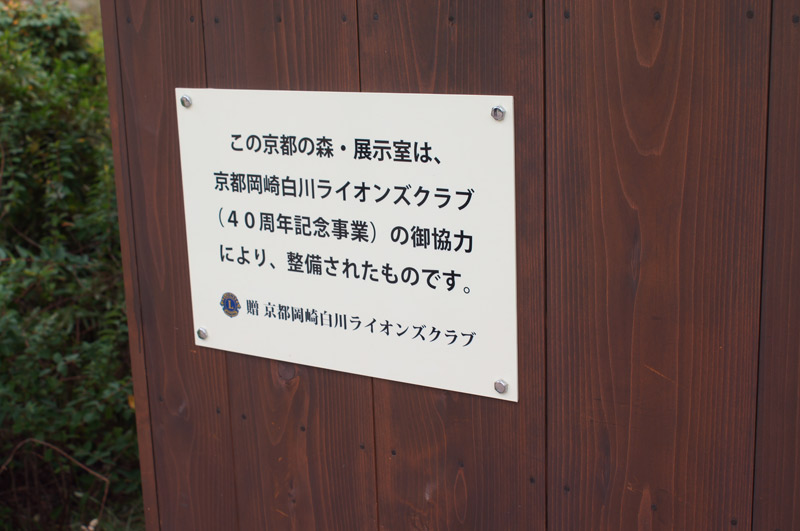 この京都の森・展示室は、
京都岡崎白川ライオンズクラブ
（４０周年記念事業）の御協力
により、整備されたものです。
贈 京都岡崎白川ライオンズクラブ